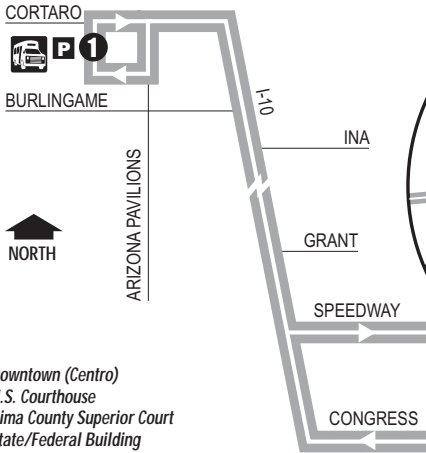 CORTARO
P 1
BURLINGAME
I-10
INA
ARIZONA PAVILIONS
NORTH
GRANT
SPEEDWAY
owntown (Centro)
.S. Courthouse
ima County Superior Court
tate/Federal Building
CONGRESS